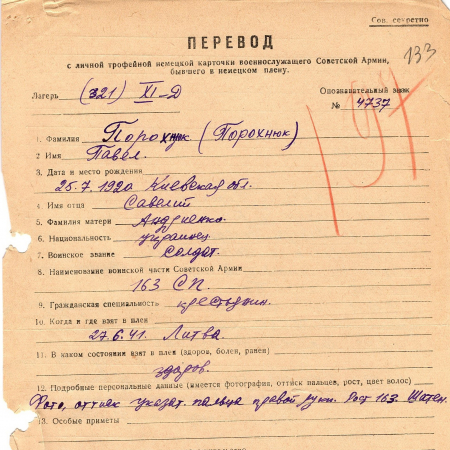 Сов. секретно
133
ПЕРЕВОД
с личной трофейной немецкой карточки военнослужащего Советской Армии,
бывшего в немецком плену.
Лагерь (321) XI-Д
Опознавательный знак
№ 4737
1. Фамилия Порохнюк (Порохнюк)
2 Имя Павел.
3. Дата и место рождения
25.7.1920 Киевская обл.
4. Имя отца Савелий
5. Фамилия матери Андриенко.
6. Национальность украинец
7. Воинское звание солдат.
8. Наименование воинской части Советской Армии
163 СП.
9. Гражданская специальность крестьянин.
10. Когда и где взят в плен
27.6.41. Литва
11. В каком состоянии взят в плен (здоров, болен, ранен)
здоров.
12. Подробные персональные данные (имеется фотография, оттиск пальцев, рост, цвет волос)
Фото, оттиск указат. пальца правой руки. Рост 163. Шатен.
13. Особые приметы